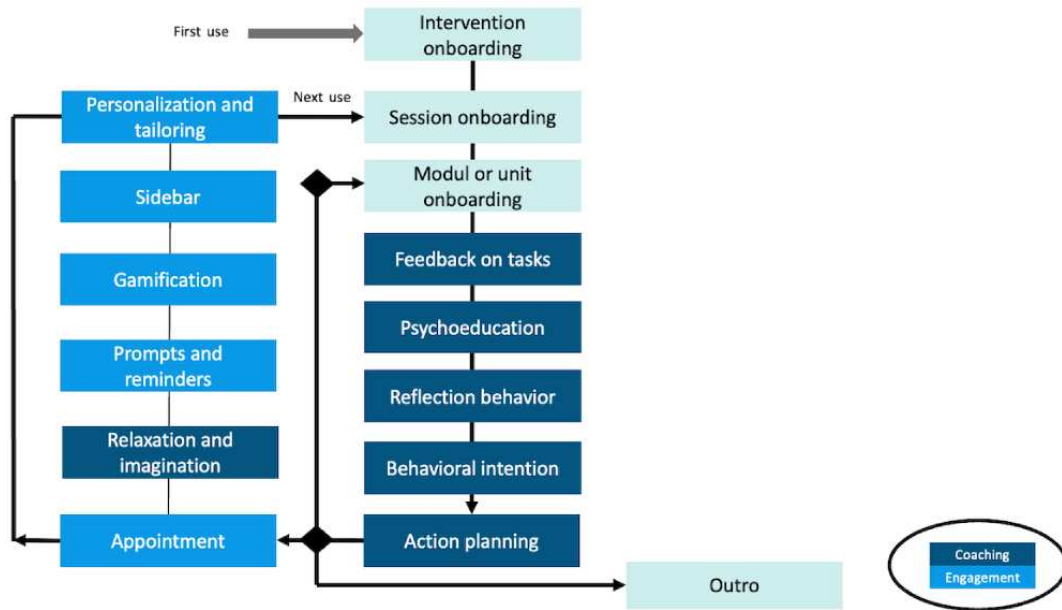 First use
Intervention
onboarding
Personalization and
tailoring
Next use
Session onboarding
Sidebar
Modul or unit
onboarding
Gamification
Feedback on tasks
Prompts and
reminders
Psychoeducation
Relaxation and
imagination
Reflection behavior
Behavioral intention
Appointment
Action planning
Outro
Coaching
Engagement